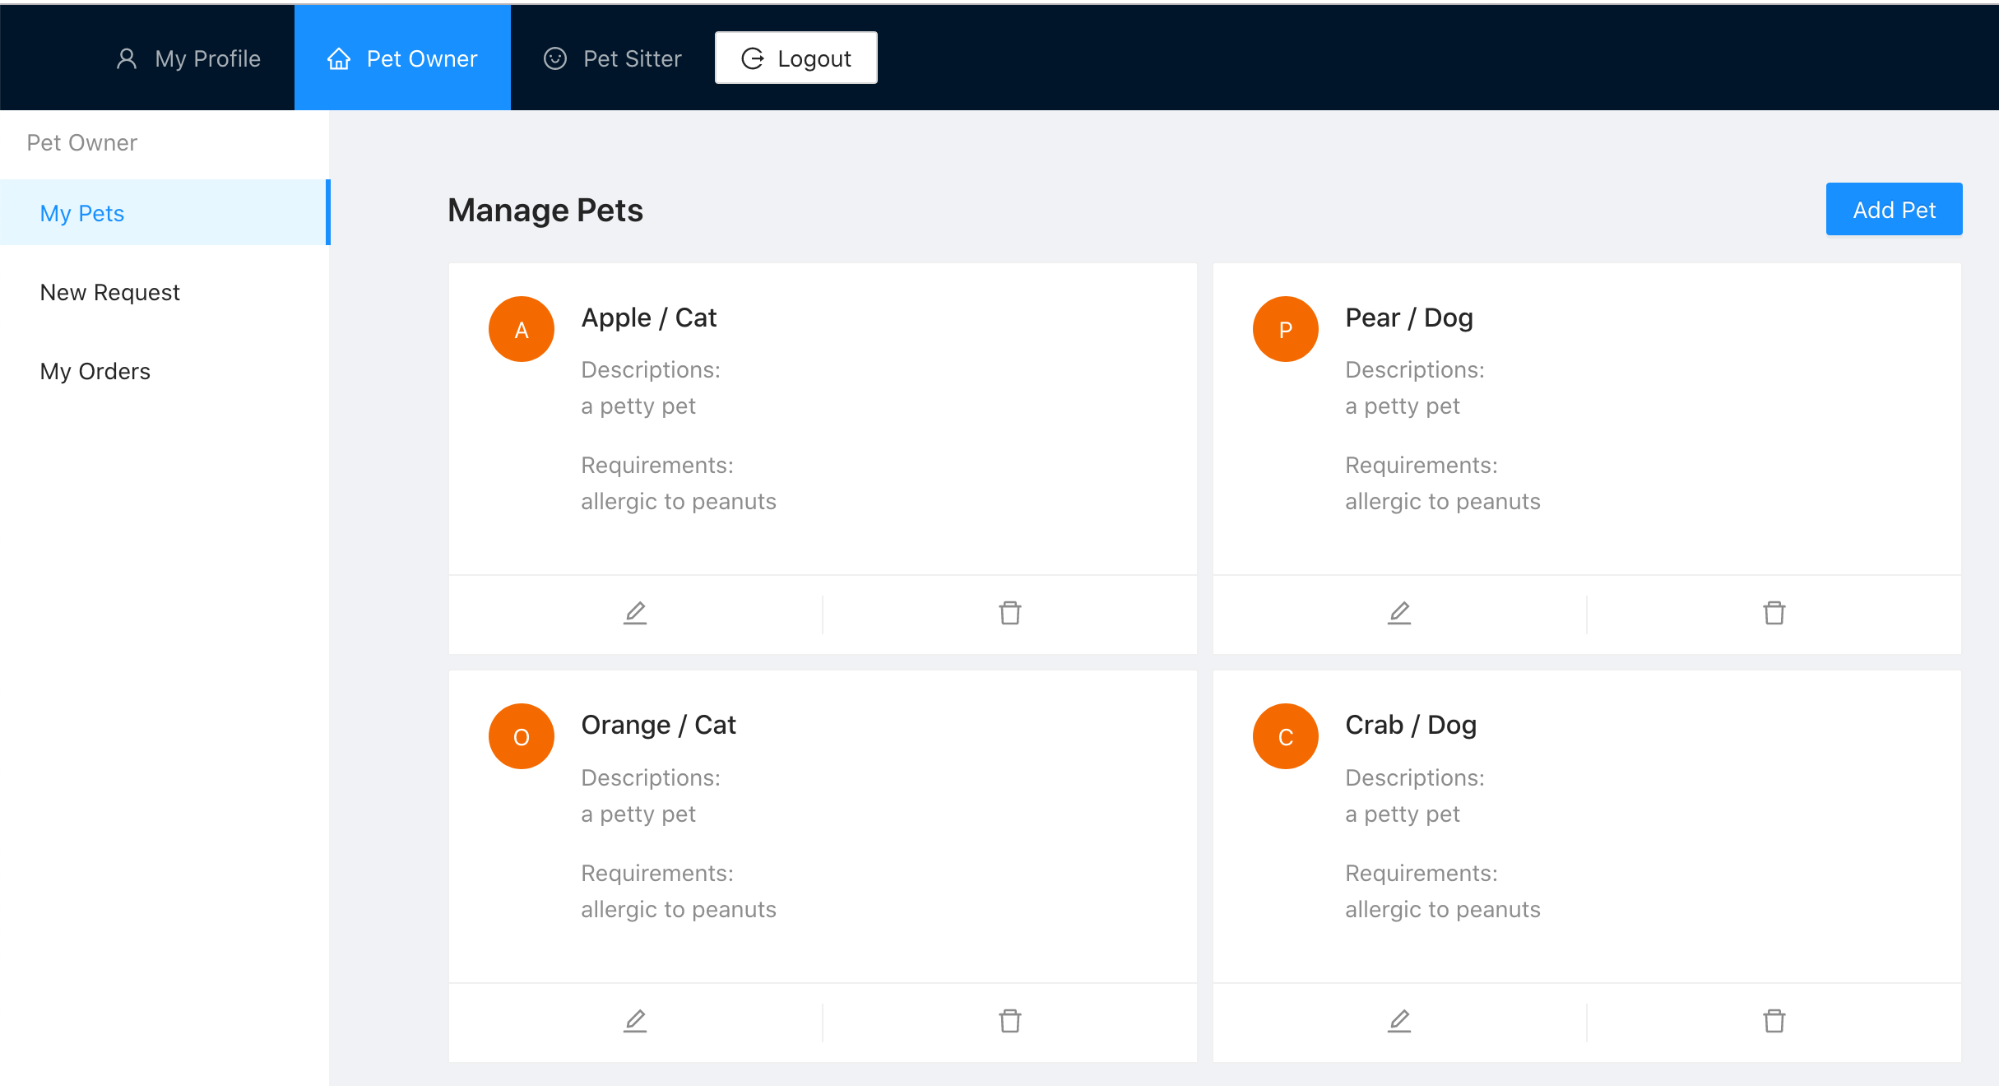 My Profile
Pet Owner
Pet Sitter
Logout
Pet Owner
My Pets
New Request
My Orders
Manage Pets
Add Pet
A
Apple / Cat
Descriptions:
a petty pet
Requirements:
allergic to peanuts
P
Pear / Dog
Descriptions:
a petty pet
Requirements:
allergic to peanuts
O
Orange / Cat
Descriptions:
a petty pet
Requirements:
allergic to peanuts
C
Crab / Dog
Descriptions:
a petty pet
Requirements:
allergic to peanuts